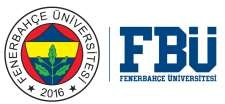 FENERBAHÇE ÜNİVERSİTESİ
★ 2016 ★
FBÜ
FENERBAHÇE ÜNİVERSİTESİ